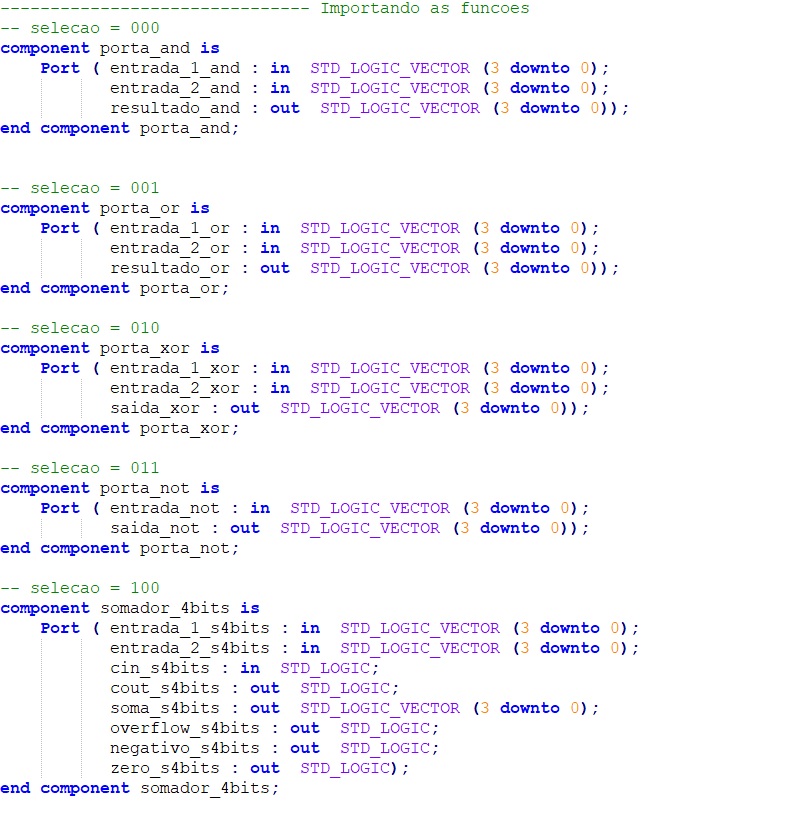 ------------------------------- Importando as funcoes
-- selecao = 000
component porta_and is
    Port ( entrada_1_and : in  STD_LOGIC_VECTOR (3 downto 0);
           entrada_2_and : in  STD_LOGIC_VECTOR (3 downto 0);
           resultado_and : out  STD_LOGIC_VECTOR (3 downto 0));
end component porta_and;
-- selecao = 001
component porta_or is
    Port ( entrada_1_or : in  STD_LOGIC_VECTOR (3 downto 0);
           entrada_2_or : in  STD_LOGIC_VECTOR (3 downto 0);
           resultado_or : out  STD_LOGIC_VECTOR (3 downto 0));
end component porta_or;
-- selecao = 010
component porta_xor is
    Port ( entrada_1_xor : in  STD_LOGIC_VECTOR (3 downto 0);
           entrada_2_xor : in  STD_LOGIC_VECTOR (3 downto 0);
           saida_xor : out  STD_LOGIC_VECTOR (3 downto 0));
end component porta_xor;
-- selecao = 011
component porta_not is
    Port ( entrada_not : in  STD_LOGIC_VECTOR (3 downto 0);
           saida_not : out  STD_LOGIC_VECTOR (3 downto 0));
end component porta_not;
-- selecao = 100
component somador_4bits is
    Port ( entrada_1_s4bits : in  STD_LOGIC_VECTOR (3 downto 0);
           entrada_2_s4bits : in  STD_LOGIC_VECTOR (3 downto 0);
           cin_s4bits : in  STD_LOGIC;
           cout_s4bits : out  STD_LOGIC;
           soma_s4bits : out  STD_LOGIC_VECTOR (3 downto 0);
           overflow_s4bits : out  STD_LOGIC;
           negativo_s4bits : out  STD_LOGIC;
           zero_s4bits : out  STD_LOGIC);
end component somador_4bits;